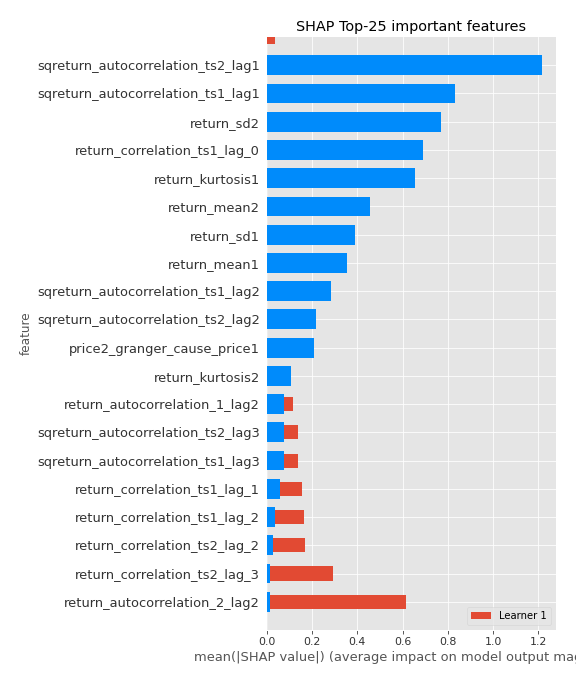 SHAP Top-25 important features
sqreturn_autocorrelation_ts2_lag1
sqreturn_autocorrelation_ts1_lag1
return_sd2
return_correlation_ts1_lag_0
return_kurtosis1
return_mean2
return_sd1
return_mean1
sqreturn_autocorrelation_ts1_lag2
sqreturn_autocorrelation_ts2_lag2
price2_granger_cause_price1
return_kurtosis2
return_autocorrelation_1_lag2
sqreturn_autocorrelation_ts2_lag3
sqreturn_autocorrelation_ts1_lag3
return_correlation_ts1_lag_1
return_correlation_ts1_lag_2
return_correlation_ts2_lag_2
return_correlation_ts2_lag_3
return_autocorrelation_2_lag2
feature
Learner 1
0.0 0.2 0.4 0.6 0.8 1.0 1.2
mean(|SHAP value|) (average impact on model output mag